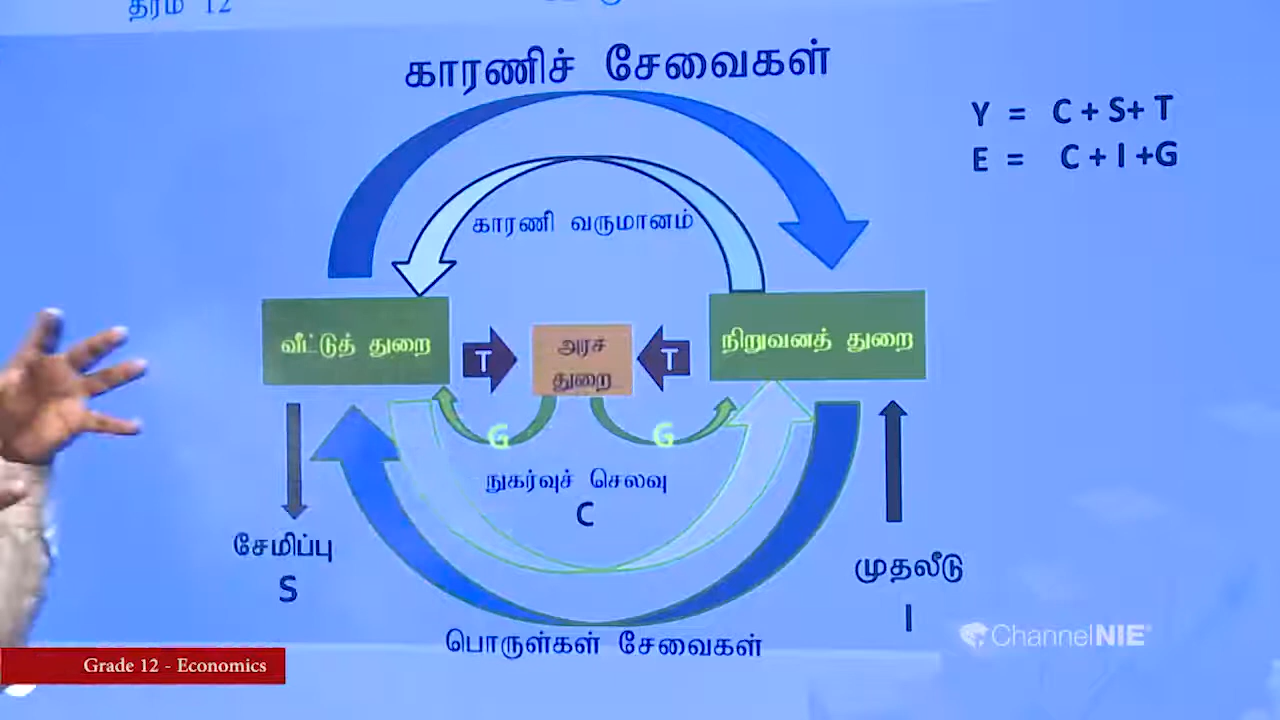 தரம் 12
காரணிச் சேவைகள்
Y = C + S+ T
E = C + I +G
காரணி வருமானம்
வீட்டுத் துறை
T
அரச
துறை
T
நிறுவனத் துறை
G
G
நுகர்வுச் செலவு
C
சேமிப்பு
S
முதலீடு
I
பொருள்கள் சேவைகள்
ChannelNIE
Grade 12 - Economics